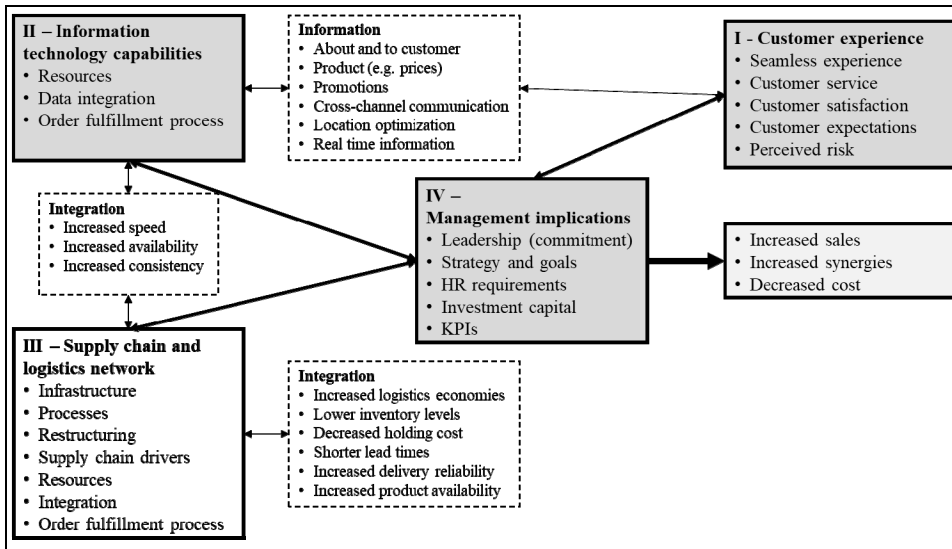 II – Information
technology capabilities
• Resources
• Data integration
• Order fulfillment process
Information
• About and to customer
• Product (e.g. prices)
• Promotions
• Cross-channel communication
• Location optimization
• Real time information
I - Customer experience
• Seamless experience
• Customer service
• Customer satisfaction
• Customer expectations
• Perceived risk
Integration
• Increased speed
• Increased availability
• Increased consistency
IV –
Management implications
• Leadership (commitment)
• Strategy and goals
• HR requirements
• Investment capital
• KPIs
• Increased sales
• Increased synergies
• Decreased cost
III – Supply chain and
logistics network
• Infrastructure
• Processes
• Restructuring
• Supply chain drivers
• Resources
• Integration
• Order fulfillment process
Integration
• Increased logistics economies
• Lower inventory levels
• Decreased holding cost
• Shorter lead times
• Increased delivery reliability
• Increased product availability